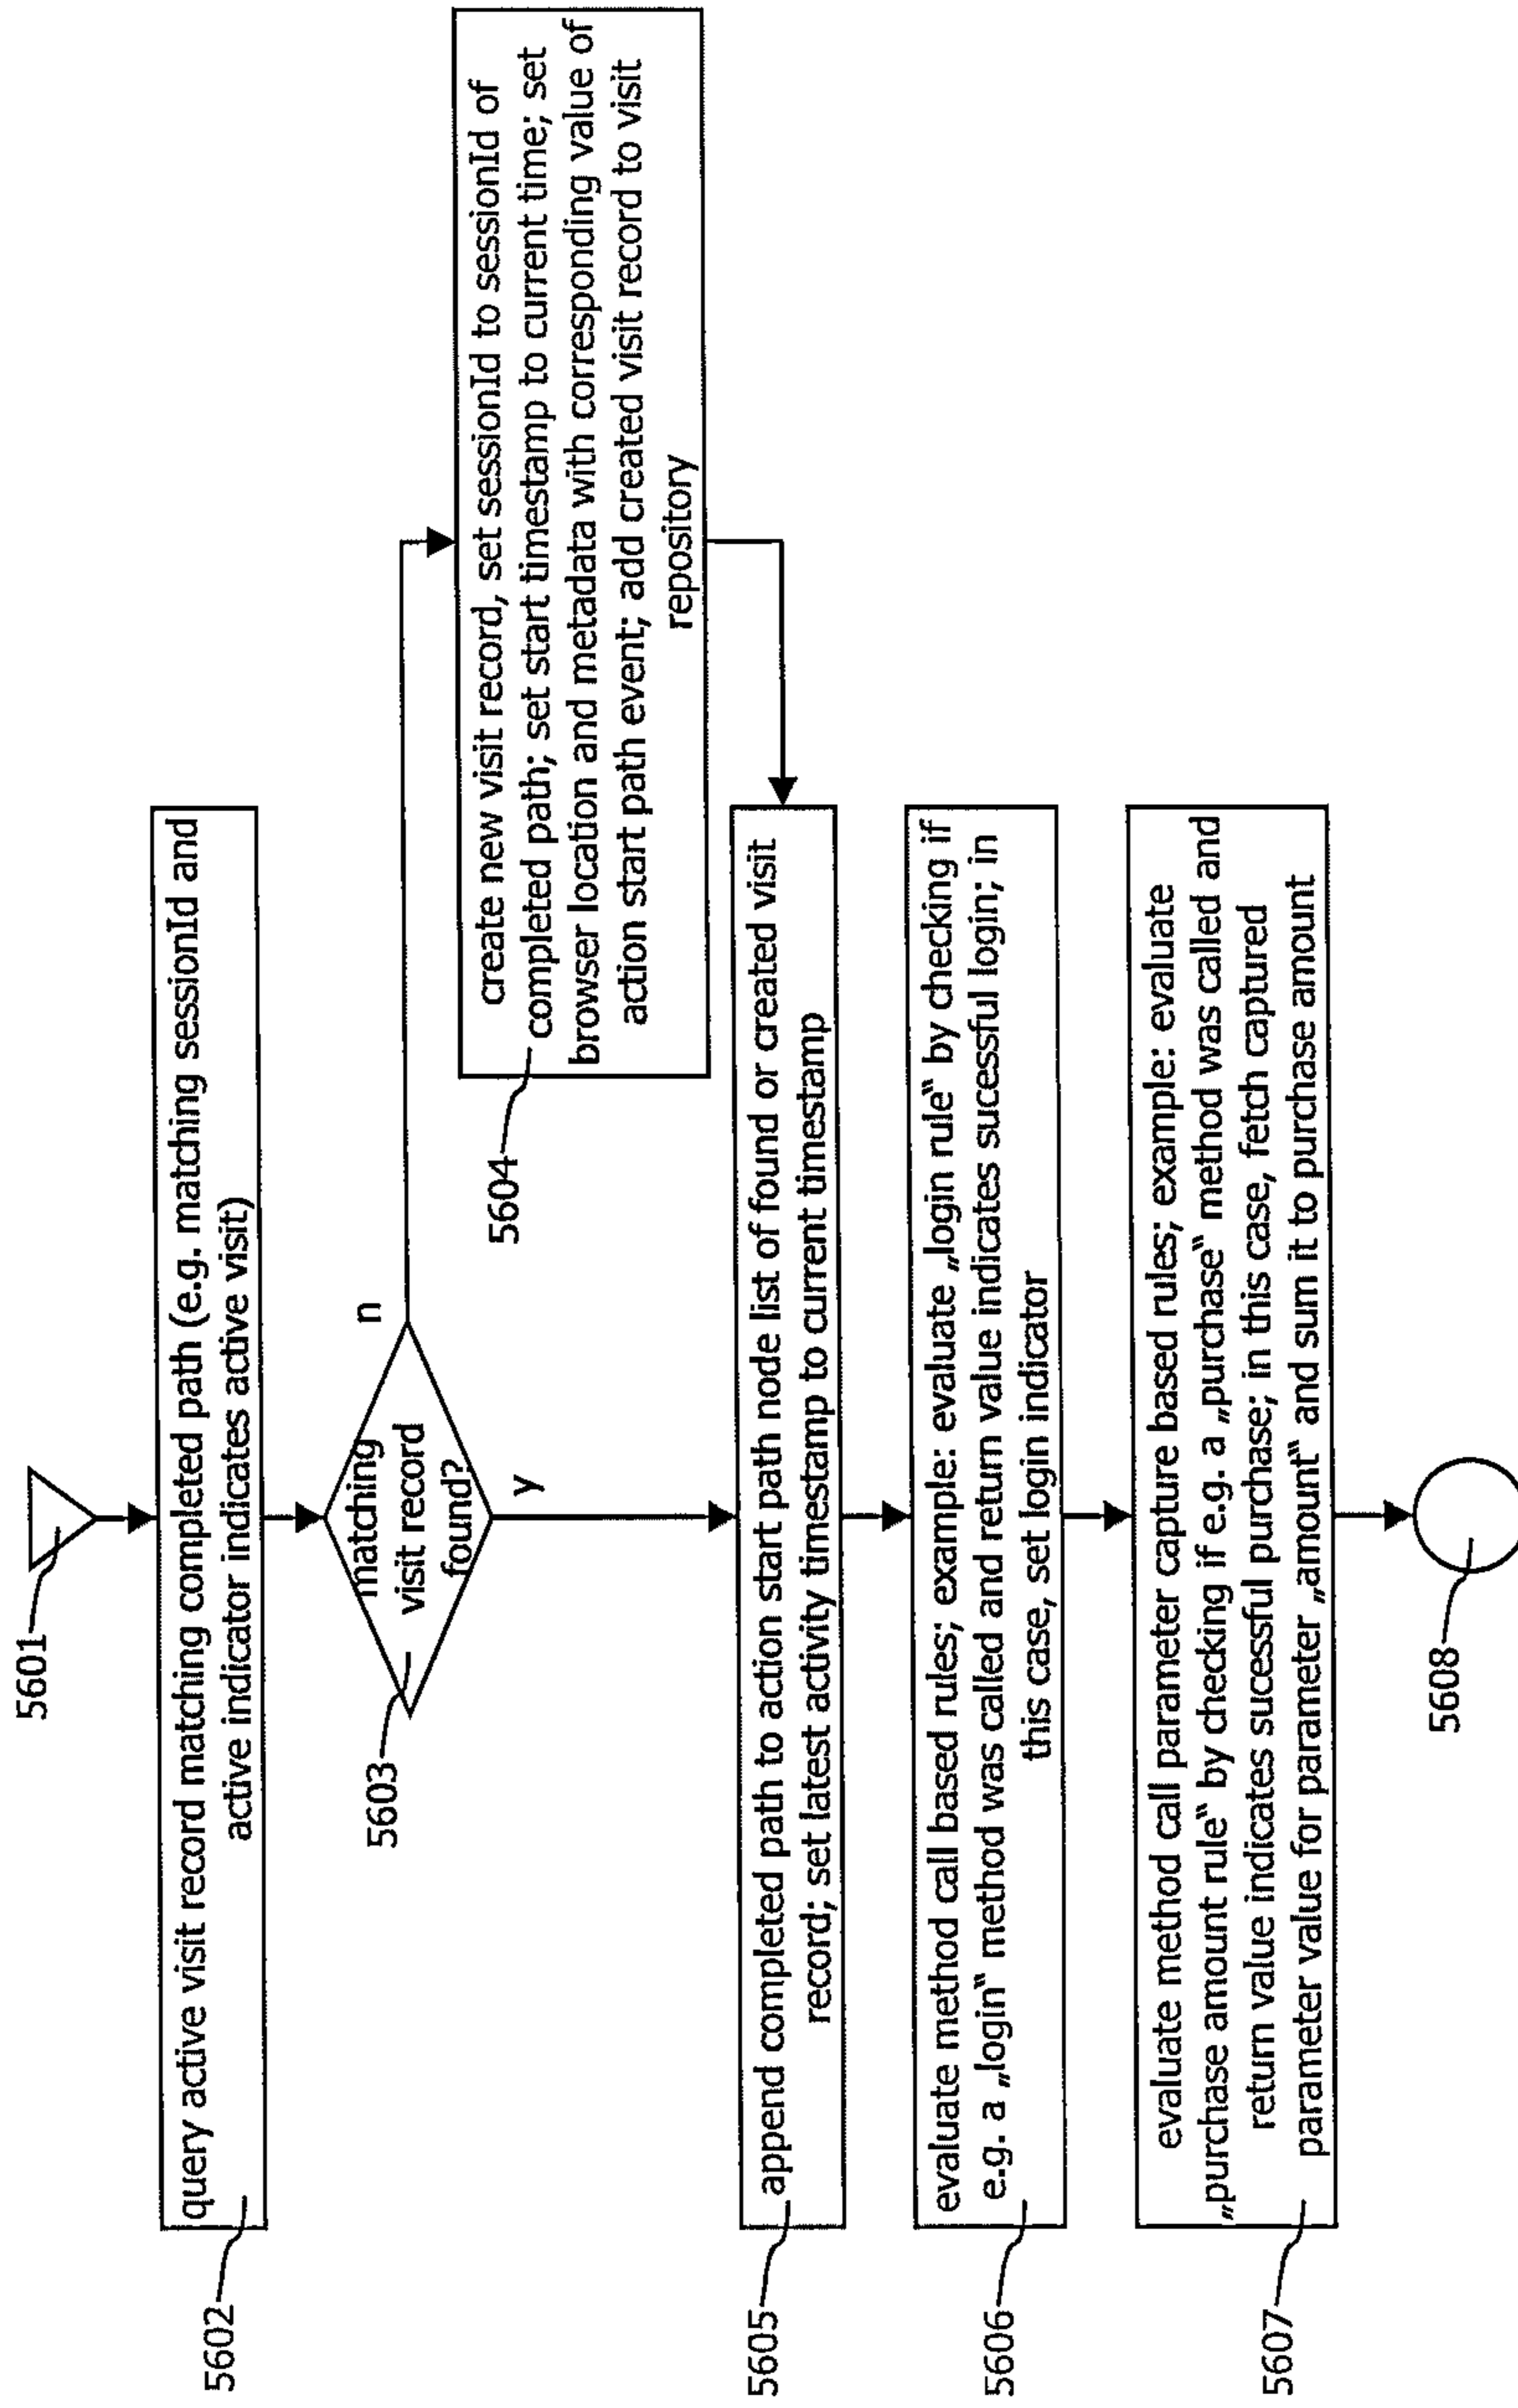 5601
5602
query active visit record matching completed path (e.g. matching sessionId and
active indicator indicates active visit)
5603
matching
visit record
found?
n
y
5604
create new visit record, set sessionId to sessionId of
completed path; set start timestamp to current time; set
browser location and metadata with corresponding value of
action start path event; add created visit record to visit
repository
5605
append completed path to action start path node list of found or created visit
record; set latest activity timestamp to current timestamp
5606
evaluate method call based rules; example: evaluate „login rule“ by checking if
e.g. a „login“ method was called and return value indicates sucessful login; in
this case, set login indicator
5607
evaluate method call parameter capture based rules; example: evaluate
„purchase amount rule“ by checking if e.g. a „purchase“ method was called and
return value indicates sucessful purchase; in this case, fetch captured
parameter value for parameter „amount“ and sum it to purchase amount
5608